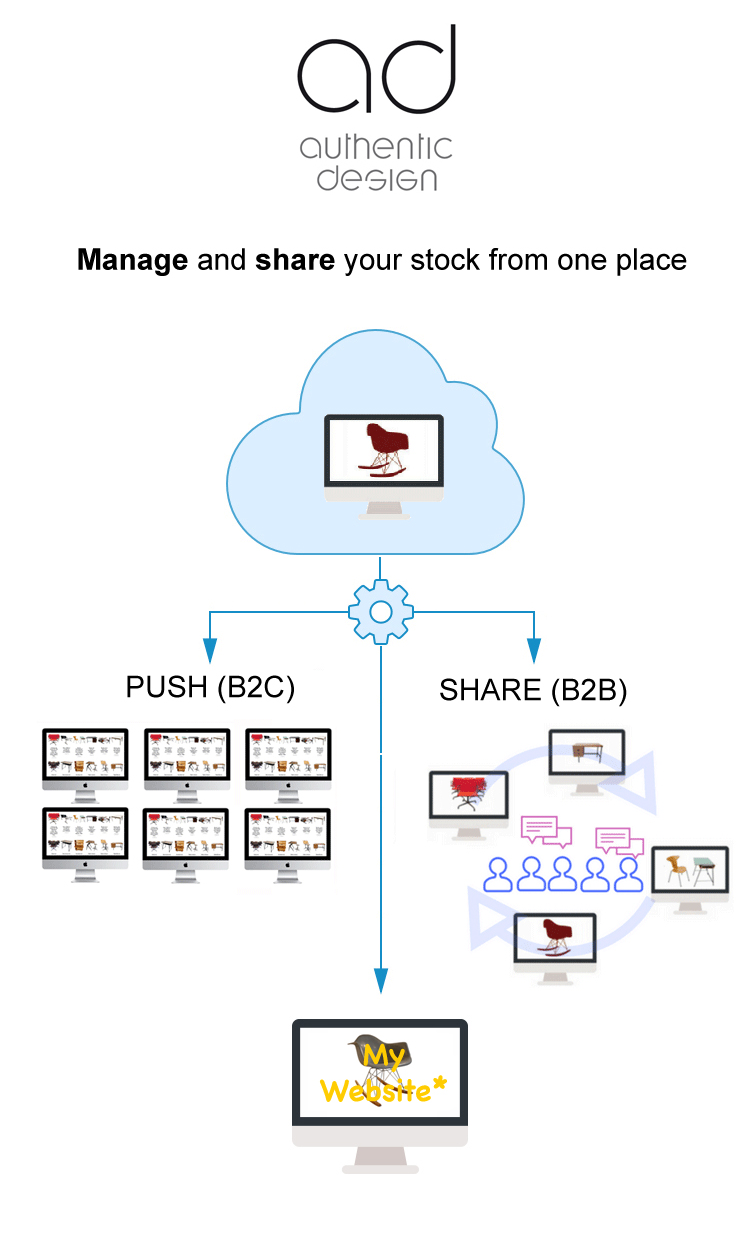 ad
authentic
design
Manage and share your stock from one place
PUSH (B2C)
SHARE (B2B)
My
Website*